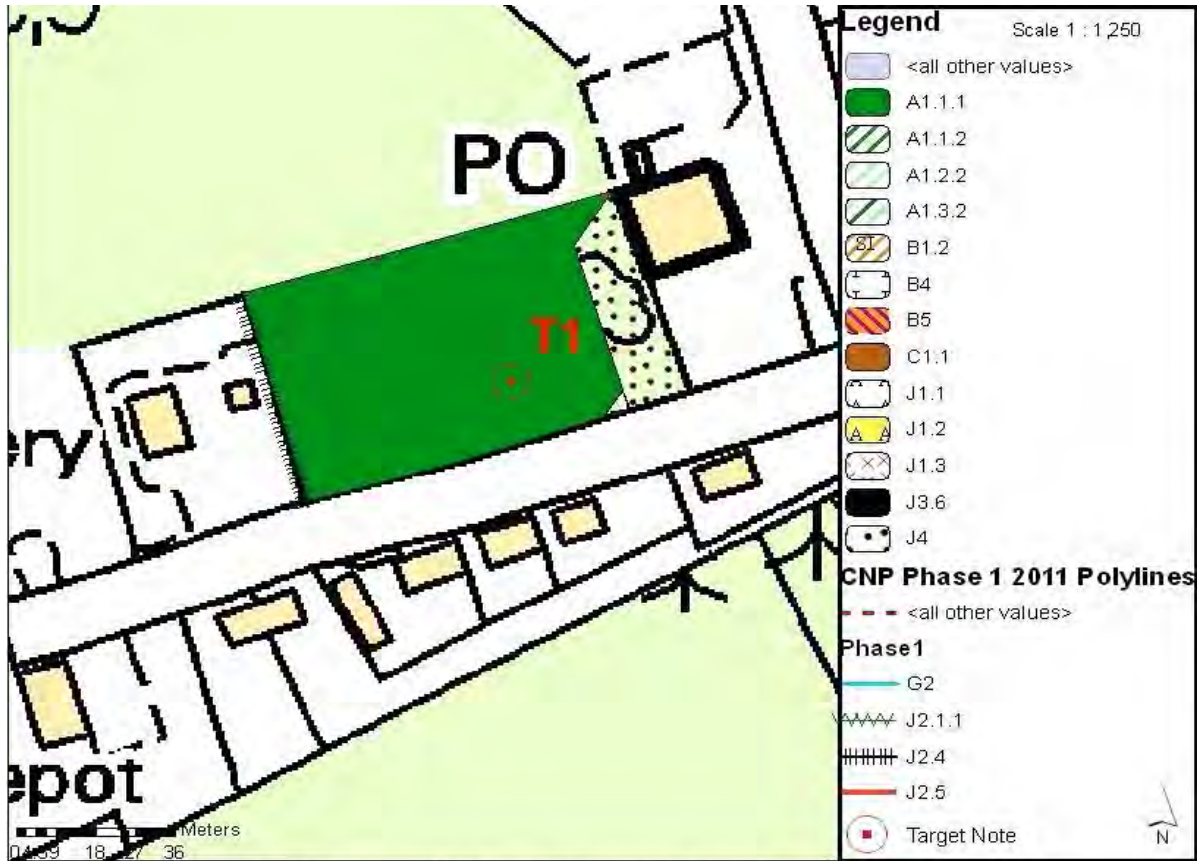 PO
T1
ery
epot
Meters
18 27 36
Legend
Scale 1 : 1,250
<all other values>
A1.1.1
A1.1.2
A1.2.2
A1.3.2
SI
B1.2
B4
B5
C1.1
J1.1
A A
J1.2
J1.3
J3.6
J4
CNP Phase 1 2011 Polylines
<all other values>
Phase1
G2
J2.1.1
J2.4
J2.5
Target Note
N